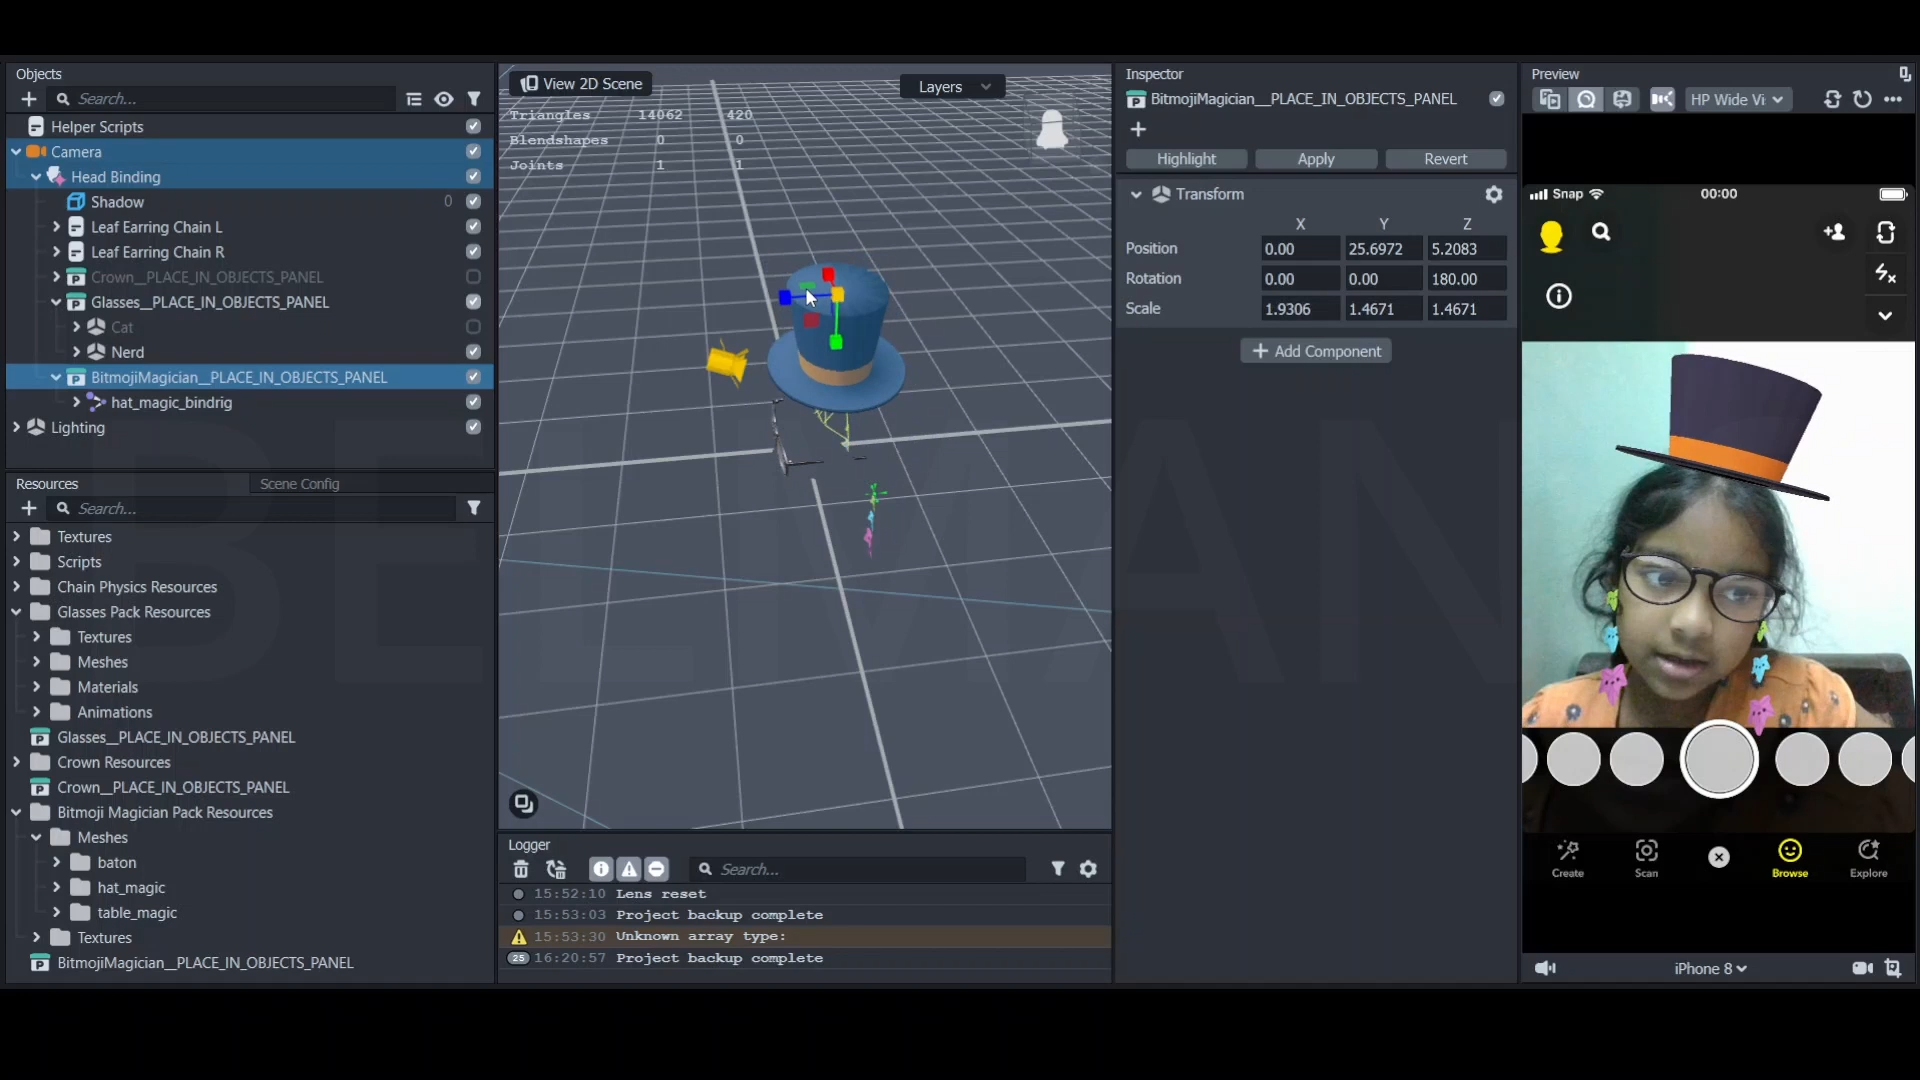 Objects
Search...
Helper Scripts
Camera
Head Binding
Shadow 0
Leaf Earring Chain L
Leaf Earring Chain R
Crown__PLACE_IN_OBJECTS_PANEL
Glasses__PLACE_IN_OBJECTS_PANEL
Cat
Nerd
BitmojiMagician__PLACE_IN_OBJECTS_PANEL
hat_magic_bindrig
Lighting
Resources Scene Config
Search...
Textures
Scripts
Chain Physics Resources
Glasses Pack Resources
Textures
Meshes
Materials
Animations
Glasses__PLACE_IN_OBJECTS_PANEL
Crown Resources
Crown__PLACE_IN_OBJECTS_PANEL
Bitmoji Magician Pack Resources
Meshes
baton
hat_magic
table_magic
Textures
BitmojiMagician__PLACE_IN_OBJECTS_PANEL
View 2D Scene Layers
Triangles 14062 420
Blendshapes 0 0
Joints 1 1
Logger
Search...
15:52:10 Lens reset
15:53:03 Project backup complete
15:53:30 Unknown array type:
25 16:20:57 Project backup complete
Inspector
BitmojiMagician__PLACE_IN_OBJECTS_PANEL
Highlight Apply Revert
Transform
X Y Z
Position 0.00 25.6972 5.2083
Rotation 0.00 0.00 180.00
Scale 1.9306 1.4671 1.4671
Add Component
Preview
HP Wide Vi
Snap 00:00
Create Scan Browse Explore
iPhone 8